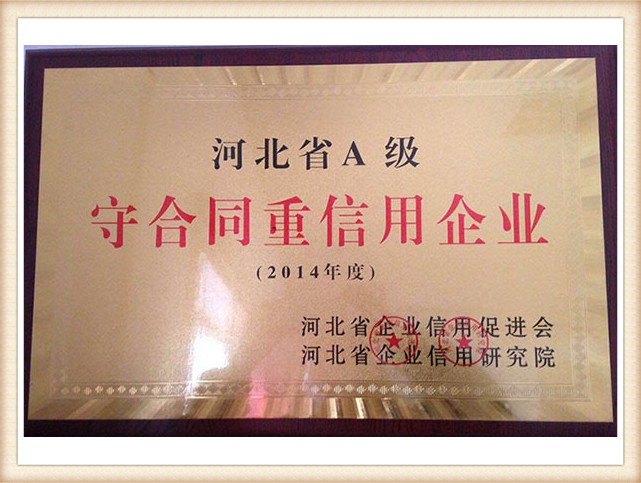 河北省A级
守合同重信用企业
(2014年度)
河北省企业信用促进会
河北省企业信用研究院